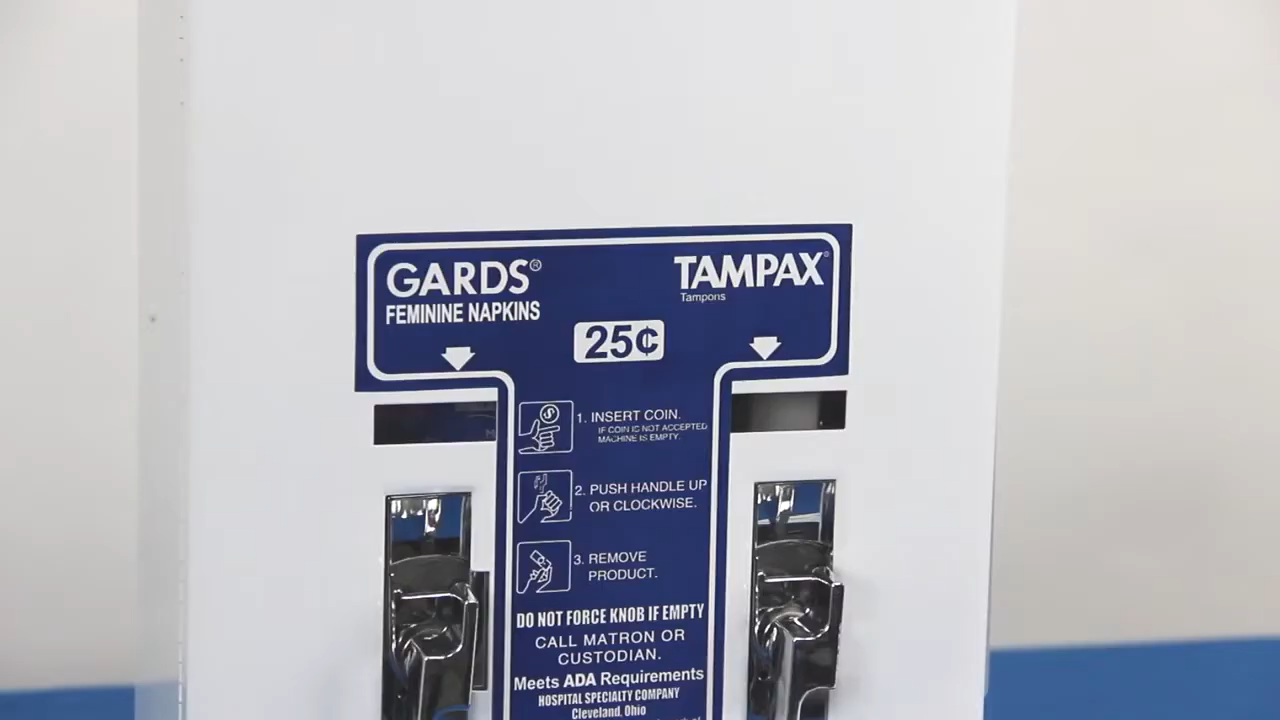 GARDS®
FEMININE NAPKINS
TAMPAX®
Tampons
25¢
1. INSERT COIN.
IF COIN IS NOT ACCEPTED
MACHINE IS EMPTY.
2. PUSH HANDLE UP
OR CLOCKWISE.
3. REMOVE
PRODUCT.
DO NOT FORCE KNOB IF EMPTY
CALL MATRON OR
CUSTODIAN.
Meets ADA Requirements
HOSPITAL SPECIALTY COMPANY
Cleveland, Ohio